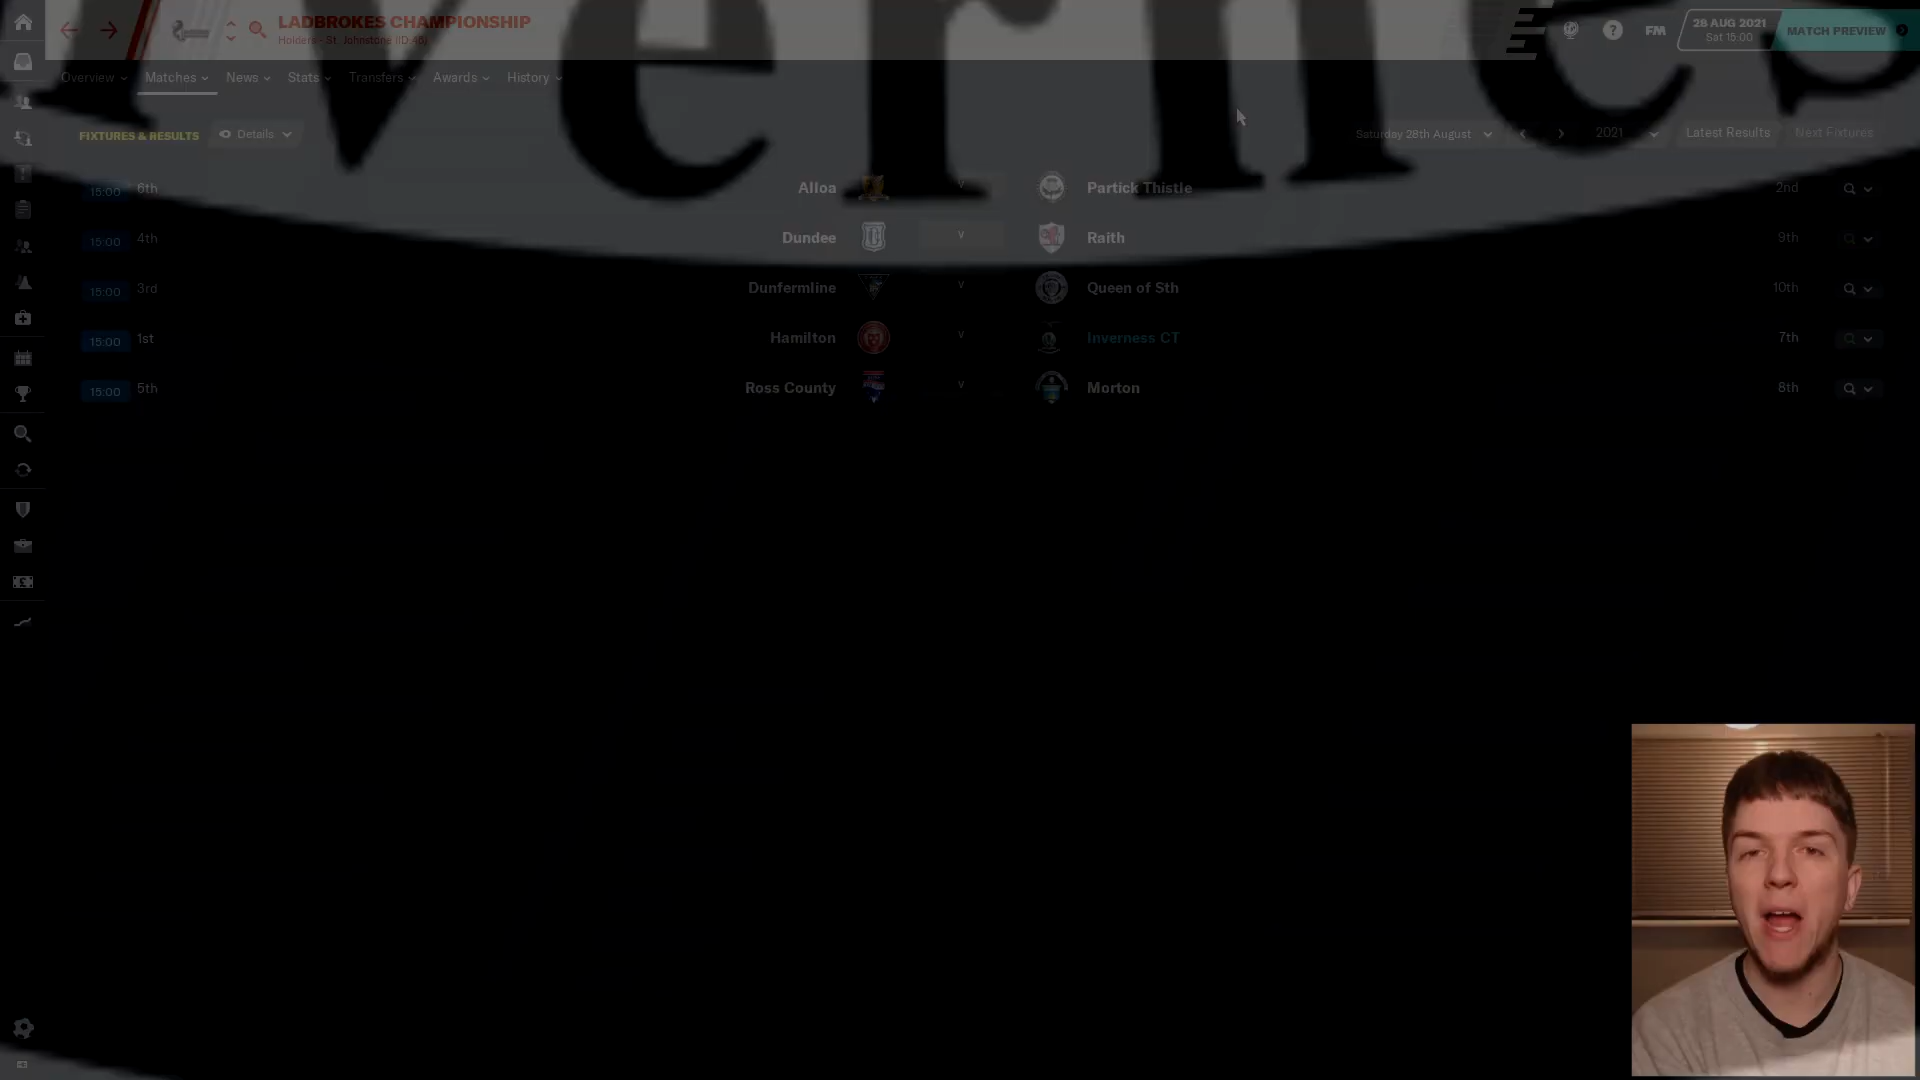 LADBROKES CHAMPIONSHIP
Holders - St. Johnstone (ID:46)
FM
28 AUG 2021
Sat 15:00
MATCH PREVIEW
Overview Matches News Stats Transfers Awards History
FIXTURES & RESULTS Details Saturday 28th August 2021 Latest Results Next Fixtures
15:00 6th Alloa v Partick Thistle 2nd
15:00 4th Dundee v Raith 9th
15:00 3rd Dunfermline v Queen of Sth 10th
15:00 1st Hamilton v Inverness CT 7th
15:00 5th Ross County v Morton 8th
vernes